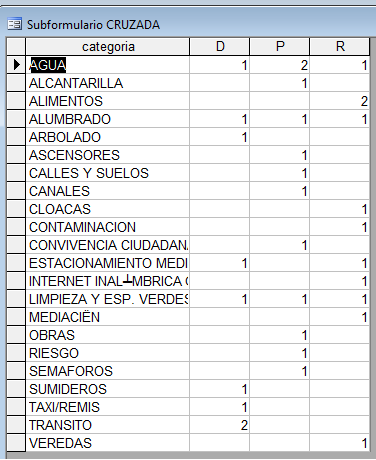 Subformulario CRUZADA
categoria D P R
AGUA 1 2 1
ALCANTARILLA 1
ALIMENTOS 2
ALUMBRADO 1 1 1
ARBOLADO 1
ASCENSORES 1
CALLES Y SUELOS 1
CANALES 1
CLOACAS 1
CONTAMINACION 1
CONVIVENCIA CIUDADAN
ESTACIONAMIENTO MEDI 1 1
INTERNET INAL┴MBRICA C 1
LIMPIEZA Y ESP. VERDES 1 1 1
MEDIACIËN 1
OBRAS 1
RIESGO 1
SEMAFOROS 1
SUMIDEROS 1
TAXI/REMIS 1
TRANSITO 2
VEREDAS 1